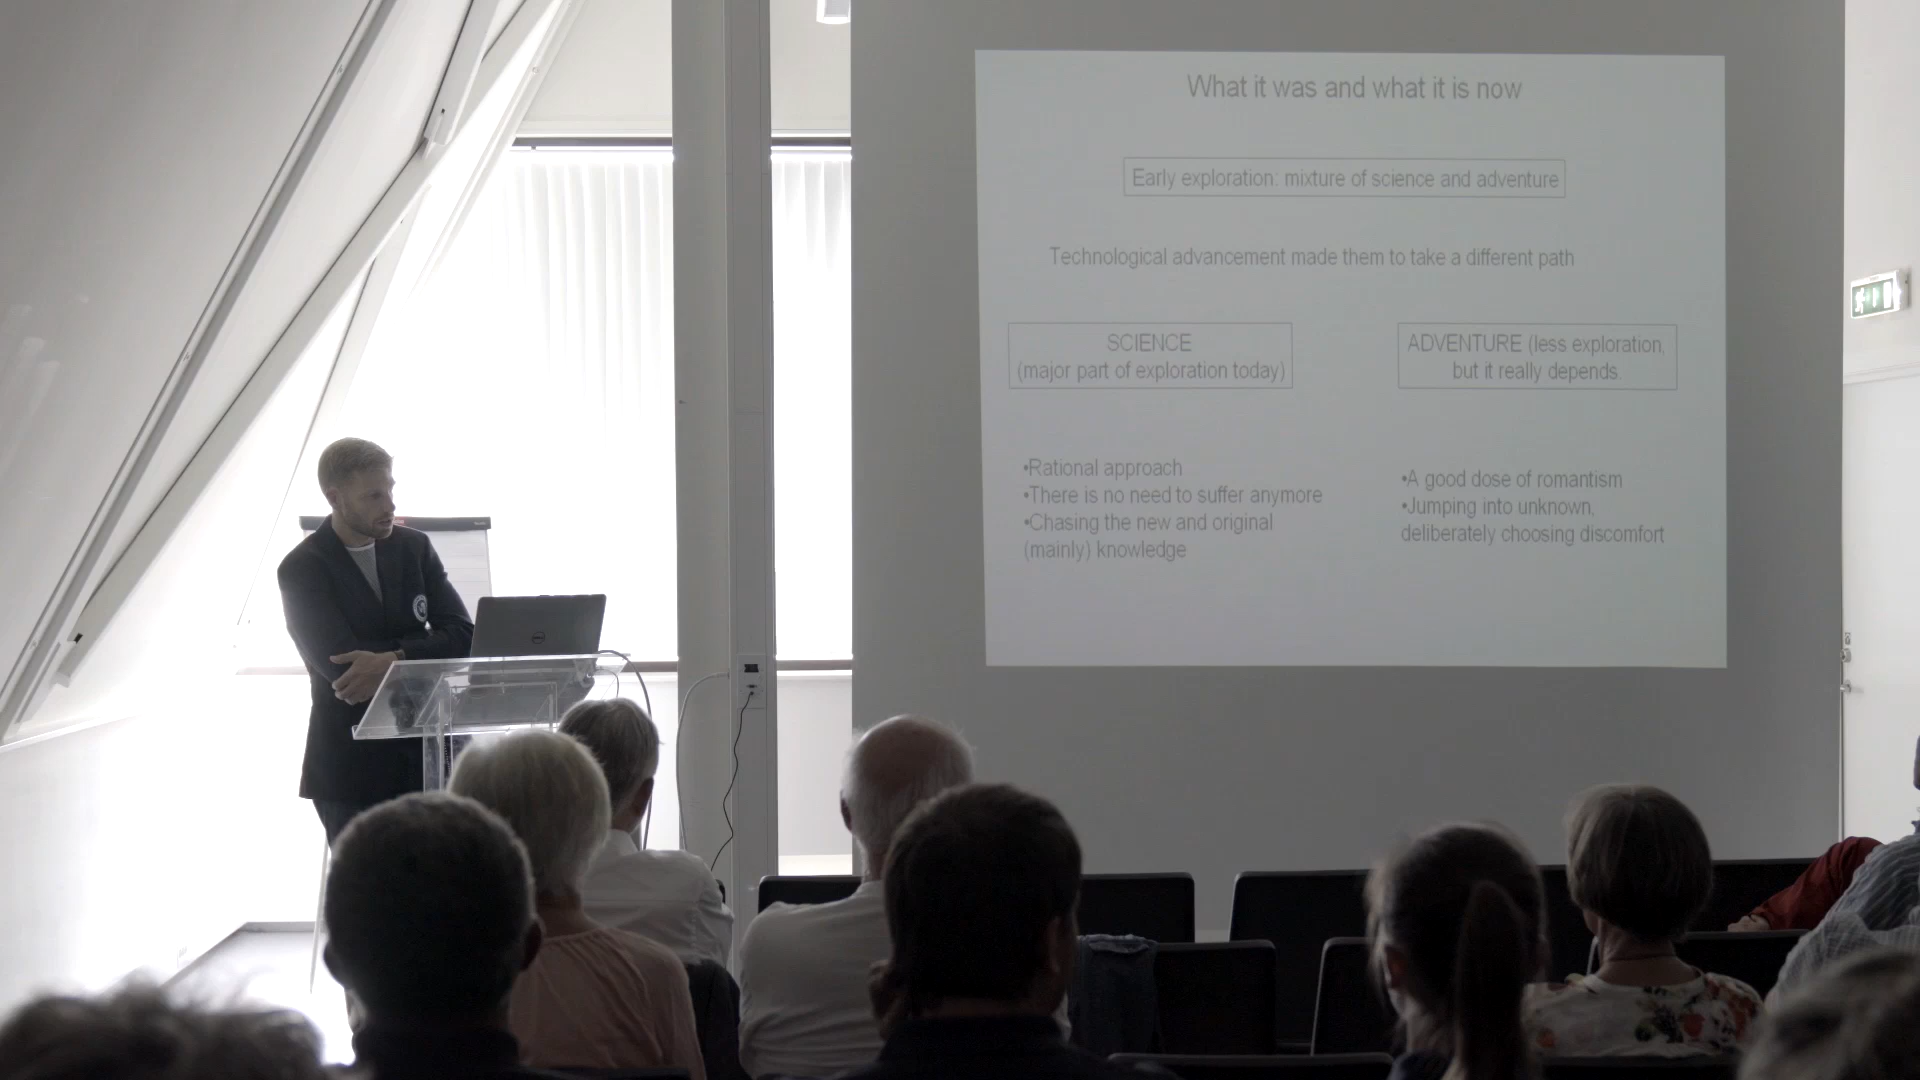 What it was and what it is now
Early exploration: mixture of science and adventure
Technological advancement made them to take a different path
SCIENCE
(major part of exploration today)
ADVENTURE (less exploration,
but it really depends.
•Rational approach
•There is no need to suffer anymore
•Chasing the new and original
(mainly) knowledge
•A good dose of romantism
•Jumping into unknown,
deliberately choosing discomfort
DELL